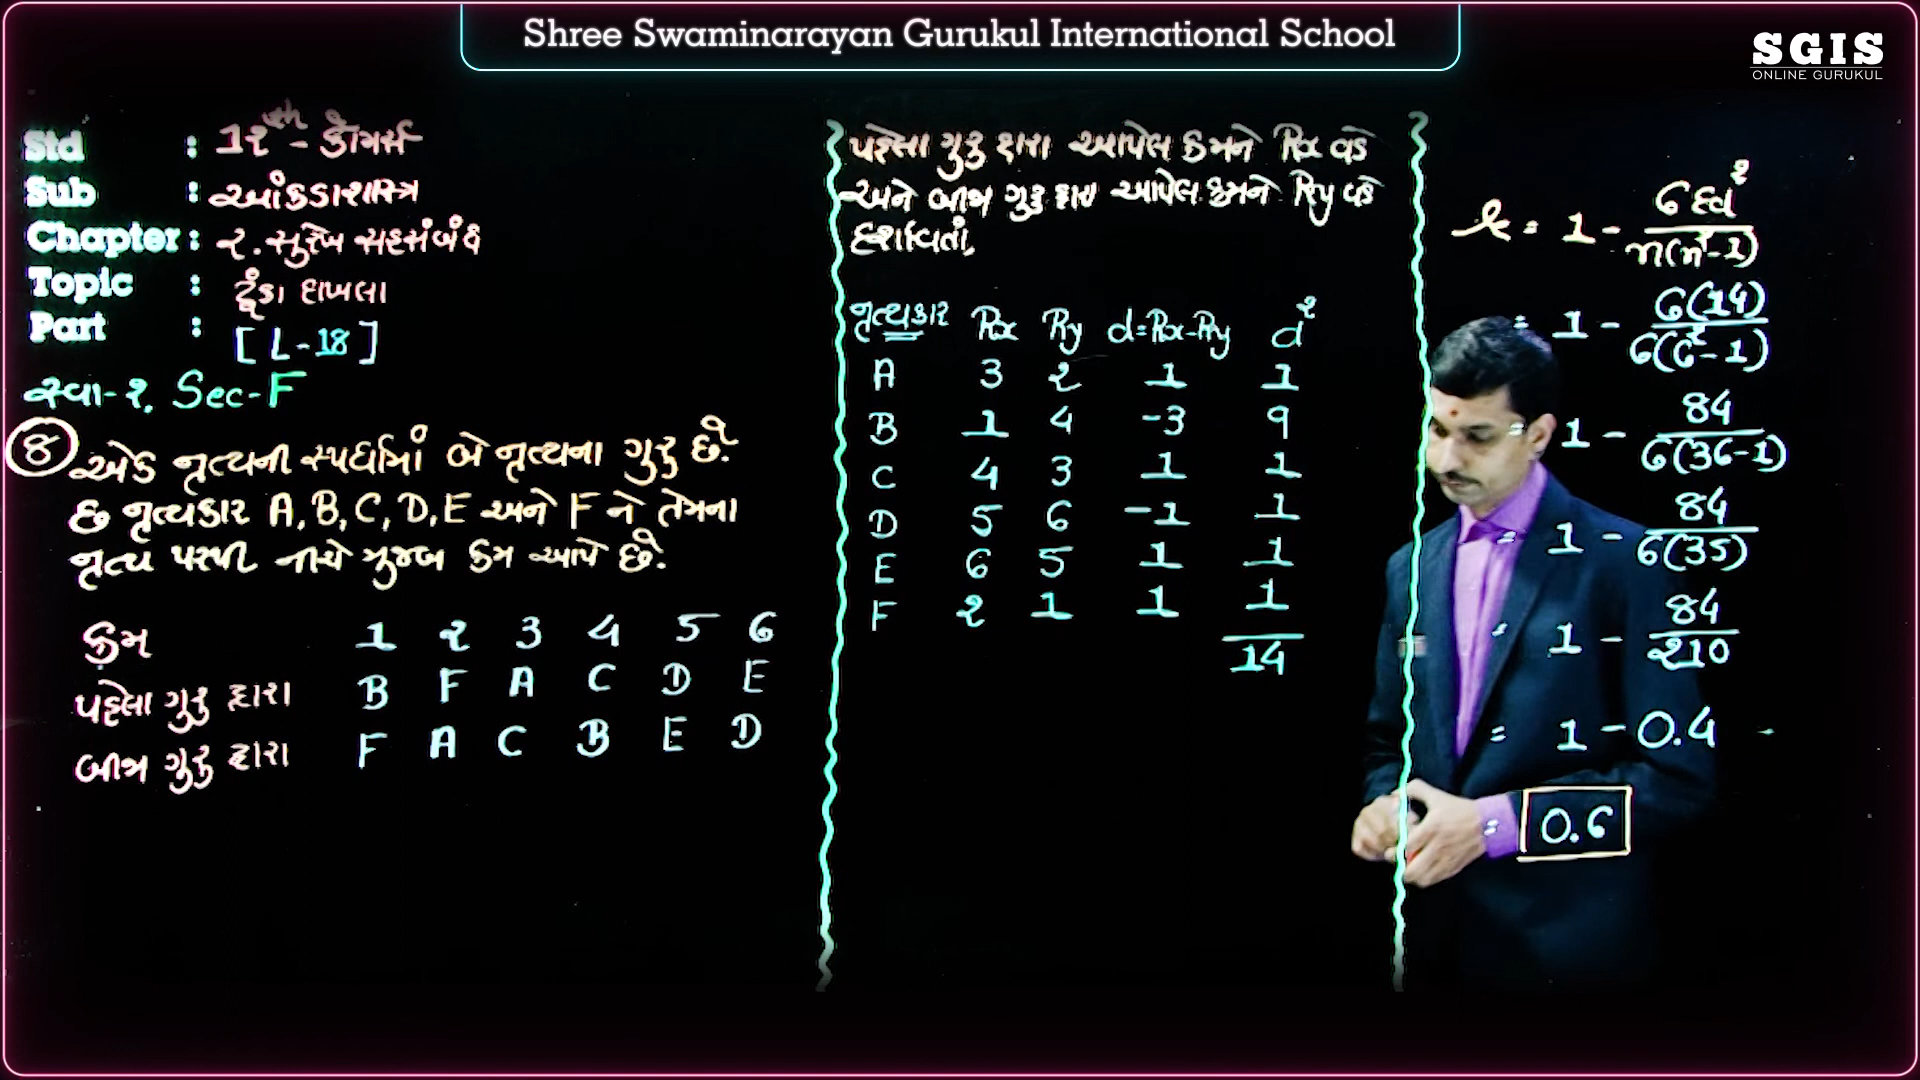 Shree Swaminarayan Gurukul International School
SGIS
ONLINE GURUKUL
Std : 12th - કોમર્સ
Sub : આંકડાશાસ્ત્ર
Chapter : ૨. સુરેખ સહસંબંધ
Topic : ટૂંકા દાખલા
Part : [L-18]
સ્વા-૨, Sec-F
૪ એક નૃત્યની સ્પર્ધામાં બે નૃત્યના ગુરુ છે.
છ નૃત્યકાર A, B, C, D, E અને F ને તેમના
નૃત્ય પરથી નીચે મુજબ ક્રમ આપે છે.
ક્રમ 1 2 3 4 5 6
પહેલા ગુરુ દ્વારા B F A C D E
બીજા ગુરુ દ્વારા F A C B E D
પહેલા ગુરુ દ્વારા આપેલ ક્રમને Rx વડે
અને બીજા ગુરુ દ્વારા આપેલ ક્રમને Ry વડે
દર્શાવતાં,
નૃત્યકાર Rx Ry d=Rx-Ry d²
A 3 2 1 1
B 1 4 -3 9
C 4 3 1 1
D 5 6 -1 1
E 6 5 1 1
F 2 1 1 1
14
r = 1 - 6Σd² / n(n²-1)
= 1 - 6(14) / 6(6²-1)
= 1 - 84 / 6(36-1)
= 1 - 84 / 6(35)
= 1 - 84 / 210
= 1 - 0.4
= 0.6